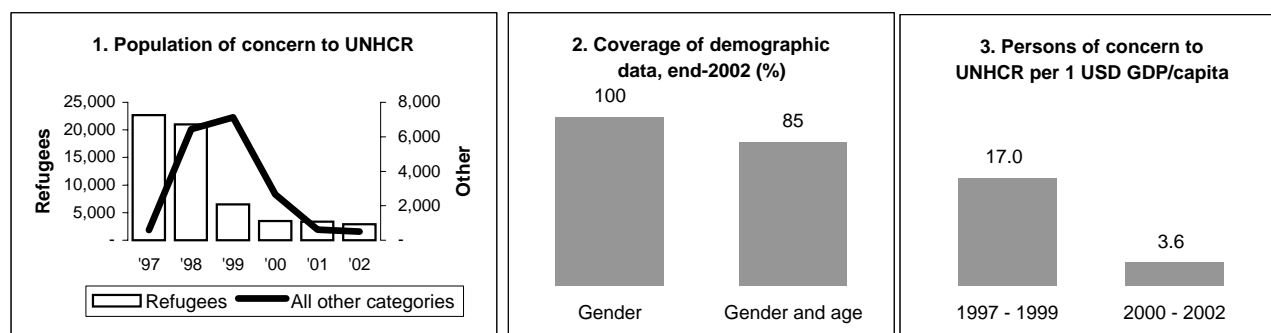 1. Population of concern to UNHCR
25,000
20,000
15,000
10,000
5,000
-
Refugees
8,000
6,000
4,000
2,000
-
Other
'97 '98 '99 '00 '01 '02
Refugees All other categories
2. Coverage of demographic
data, end-2002 (%)
100
85
Gender Gender and age
3. Persons of concern to
UNHCR per 1 USD GDP/capita
17.0
3.6
1997 - 1999 2000 - 2002